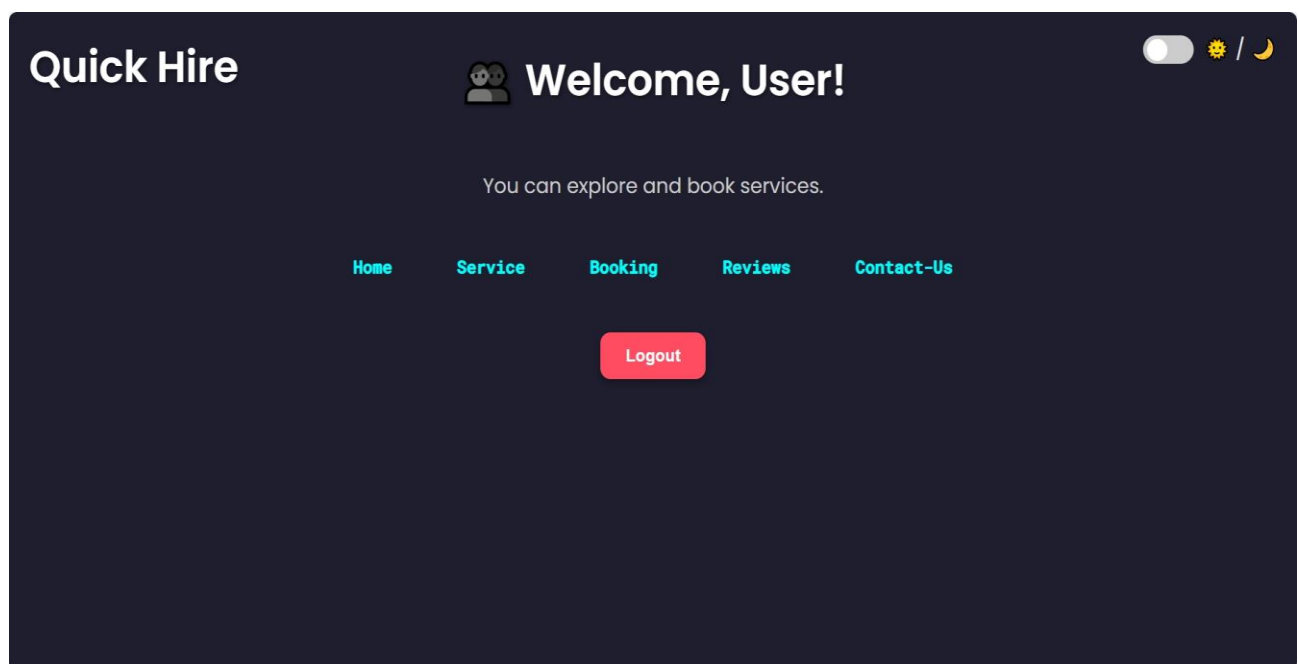 Quick Hire
👥 Welcome, User!
🌞 / 🌙
You can explore and book services.
Home Service Booking Reviews Contact-Us
Logout